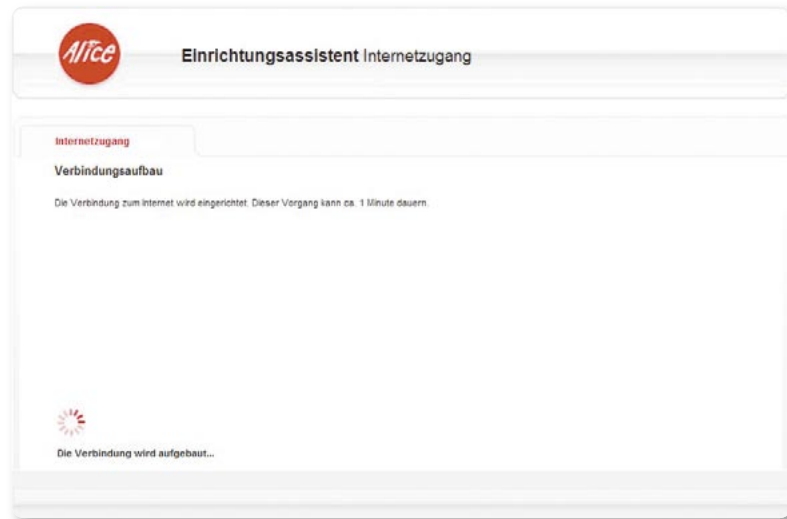 Alice
Einrichtungsassistent Internetzugang
Internetzugang
Verbindungsaufbau
Die Verbindung zum Internet wird eingerichtet. Dieser Vorgang kann ca. 1 Minute dauern.
Die Verbindung wird aufgebaut...